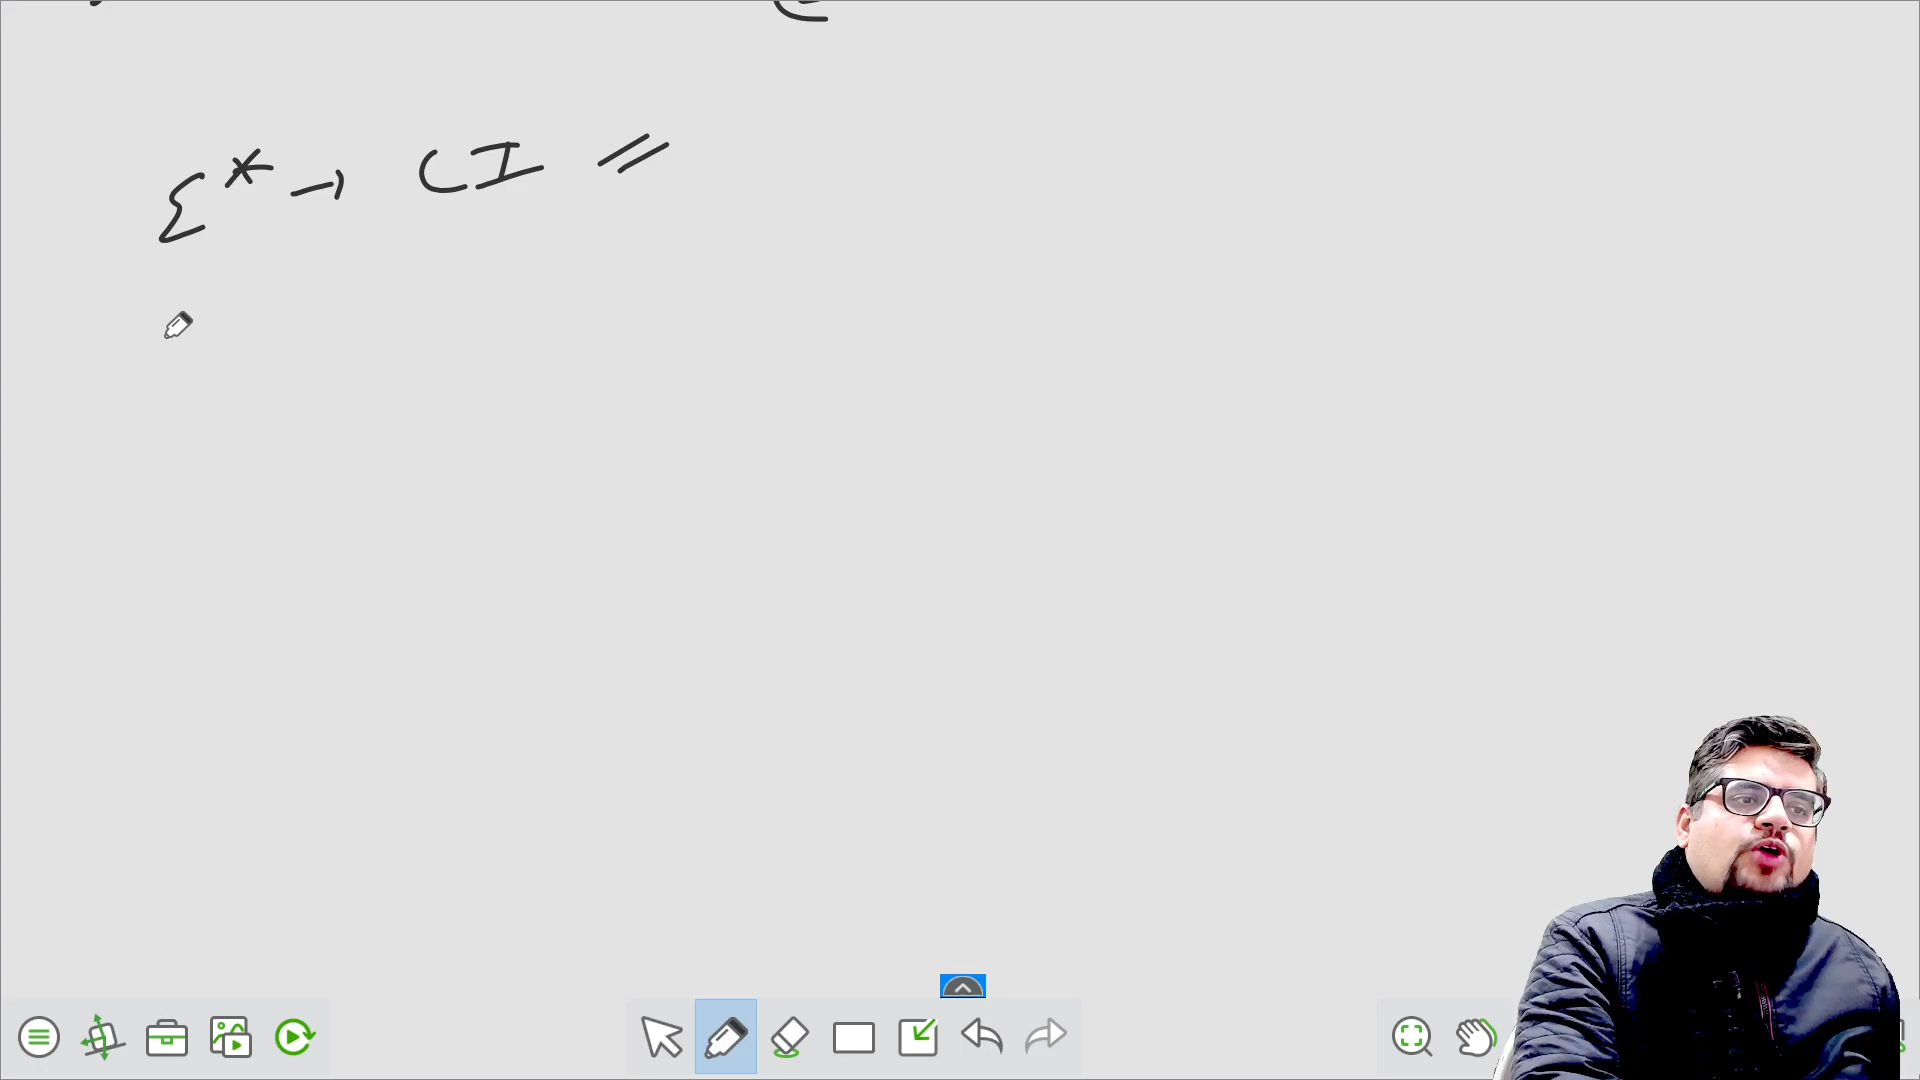 Σ* → CI =